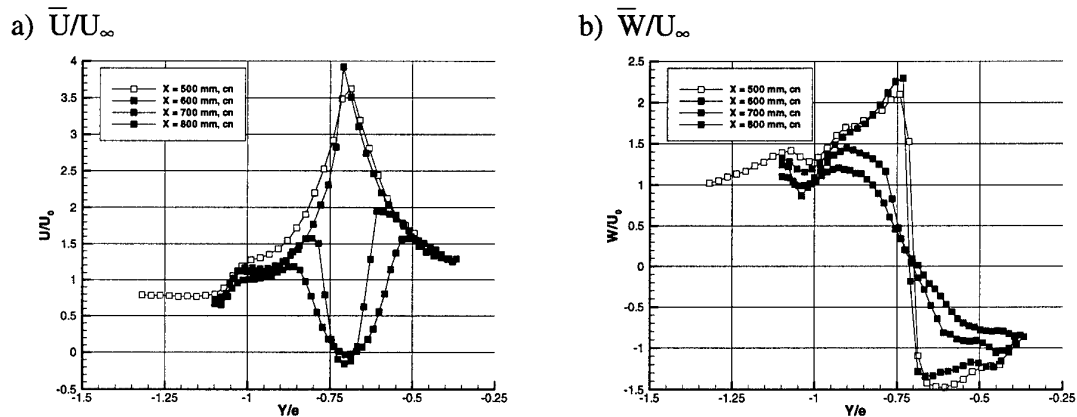 a) U̅/U∞
4
3.5
3
2.5
2
1.5
1
0.5
0
-0.5
U/U₀
X = 500 mm, cn
X = 600 mm, cn
X = 700 mm, cn
X = 800 mm, cn
-1.5
-1.25
-1
-0.75
-0.5
-0.25
Y/e
b) W̅/U∞
2.5
2
1.5
1
0.5
0
-0.5
-1
-1.5
W/U₀
X = 500 mm, cn
X = 600 mm, cn
X = 700 mm, cn
X = 800 mm, cn
-1.5
-1.25
-1
-0.75
-0.5
-0.25
Y/e